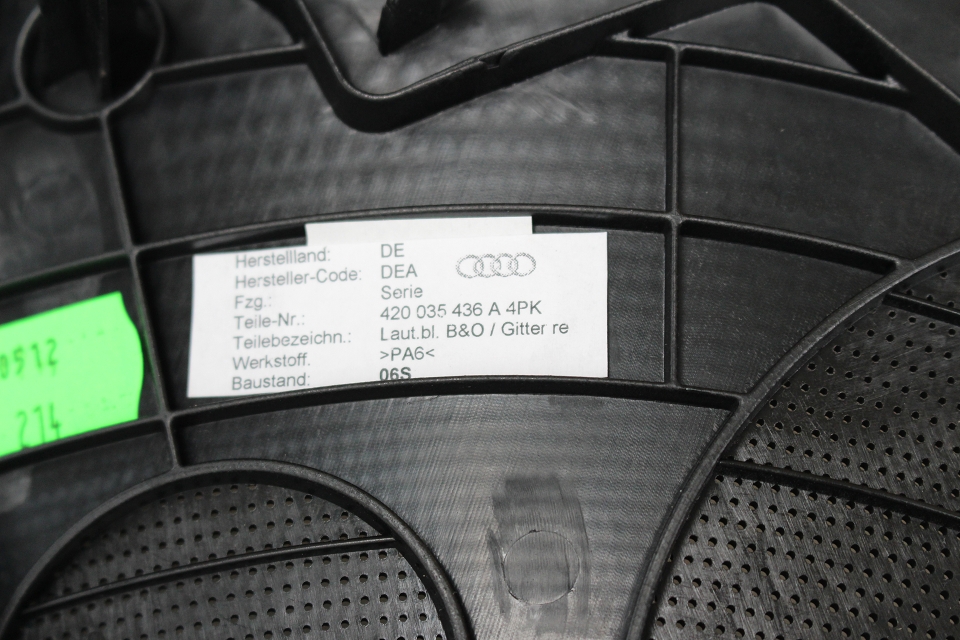 Herstellland: DE
Hersteller-Code: DEA
Fzg.: Serie
Teile-Nr.: 420 035 436 A 4PK
Teilebezeichn.: Laut.bl. B&O / Gitter re
Werkstoff. >PA6<
Baustand: 06S
0512
214